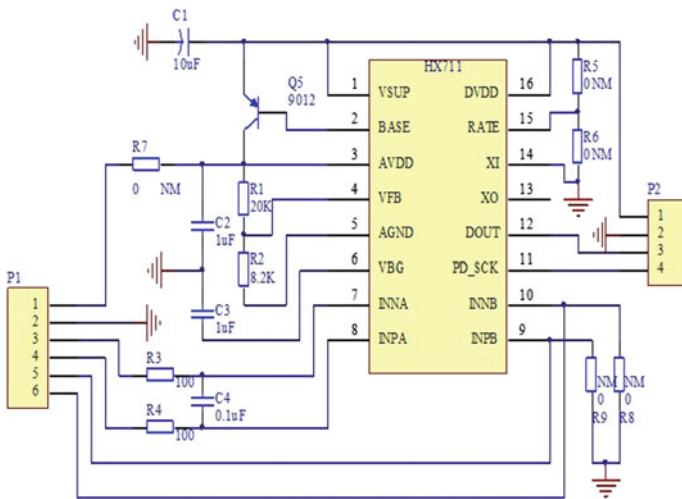 C1
10uF
Q5
9012
HX711
1 VSUP DVDD 16
2 BASE RATE 15
3 AVDD XI 14
4 VFB XO 13
5 AGND DOUT 12
6 VBG PD_SCK 11
7 INNA INNB 10
8 INPA INPB 9
R5
0NM
R6
0NM
R7
0 NM
R1
20K
C2
1uF
R2
8.2K
C3
1uF
P2
1
2
3
4
P1
1
2
3
4
5
6
R3
100
C4
0.1uF
R4
100
NM
0
R9
NM
0
R8